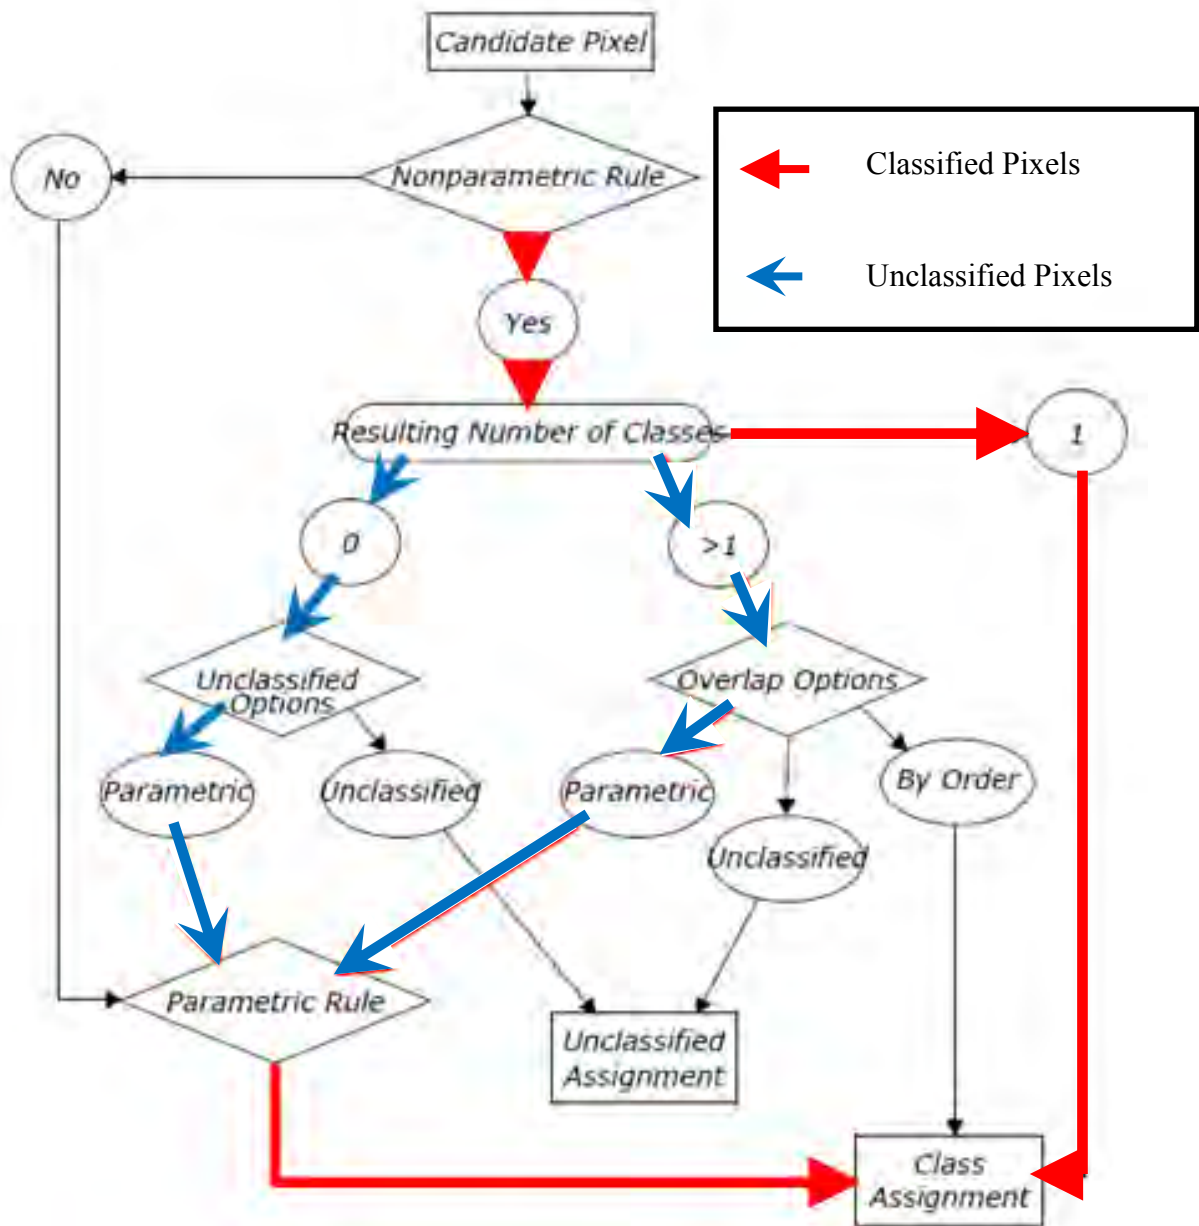 Candidate Pixel
No
Nonparametric Rule
Classified Pixels
Unclassified Pixels
Yes
Resulting Number of Classes
1
0
>1
Unclassified
Options
Overlap Options
Parametric
Unclassified
Parametric
By Order
Unclassified
Parametric Rule
Unclassified
Assignment
Class
Assignment